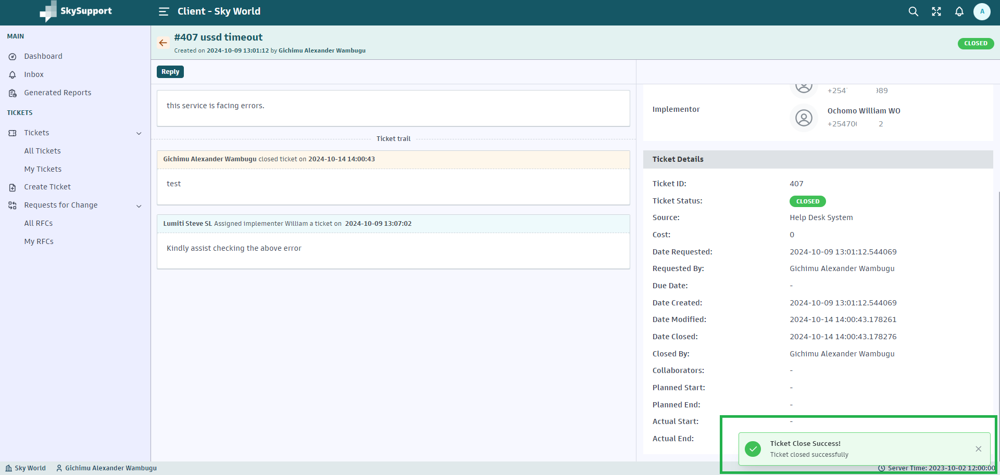 SkySupport
Client - Sky World
A
MAIN
Dashboard
Inbox
Generated Reports
TICKETS
Tickets
All Tickets
My Tickets
Create Ticket
Requests for Change
All RFCs
My RFCs
#407 ussd timeout
Created on 2024-10-09 13:01:12 by Gichimu Alexander Wambugu
CLOSED
Reply
this service is facing errors.
Ticket trail
Gichimu Alexander Wambugu closed ticket on 2024-10-14 14:00:43
test
Lumiti Steve SL Assigned implementer William a ticket on 2024-10-09 13:07:02
Kindly assist checking the above error
+254 989
Implementor
Ochomo William WO
+25470 2
Ticket Details
Ticket ID: 407
Ticket Status: CLOSED
Source: Help Desk System
Cost: 0
Date Requested: 2024-10-09 13:01:12.544069
Requested By: Gichimu Alexander Wambugu
Due Date: -
Date Created: 2024-10-09 13:01:12.544069
Date Modified: 2024-10-14 14:00:43.178261
Date Closed: 2024-10-14 14:00:43.178276
Closed By: Gichimu Alexander Wambugu
Collaborators: -
Planned Start: -
Planned End: -
Actual Start: -
Actual End:
Ticket Close Success!
Ticket closed successfully
Sky World
Gichimu Alexander Wambugu
Server Time: 2023-10-02 12:00:00